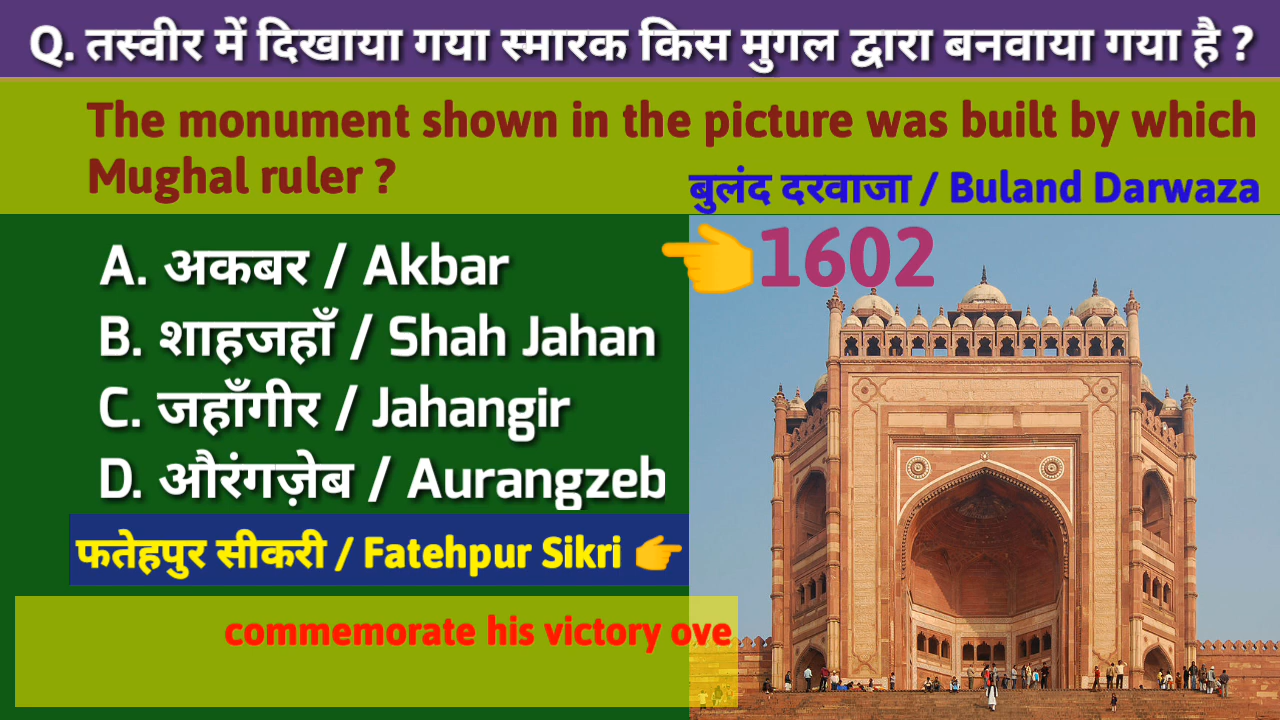 Q. तस्वीर में दिखाया गया स्मारक किस मुगल द्वारा बनवाया गया है ?
The monument shown in the picture was built by which
Mughal ruler ?
बुलंद दरवाजा / Buland Darwaza
1602
A. अकबर / Akbar
B. शाहजहाँ / Shah Jahan
C. जहाँगीर / Jahangir
D. औरंगज़ेब / Aurangzeb
फतेहपुर सीकरी / Fatehpur Sikri
commemorate his victory ove